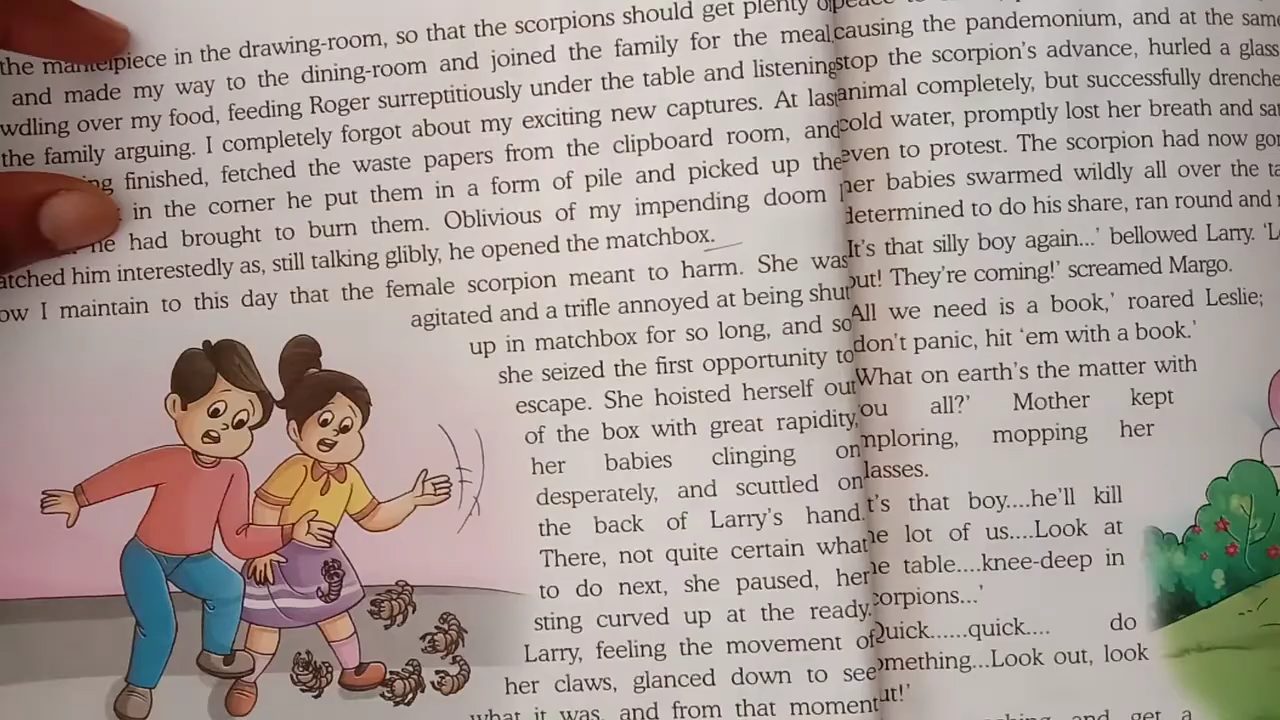 the mantelpiece in the drawing-room, so that the scorpions should get plenty
and made my way to the dining-room and joined the family for the meal
wdling over my food, feeding Roger surreptitiously under the table and listening
the family arguing. I completely forgot about my exciting new captures. At last
ng finished, fetched the waste papers from the clipboard room, and
in the corner he put them in a form of pile and picked up the
he had brought to burn them. Oblivious of my impending doom
atched him interestedly as, still talking glibly, he opened the matchbox.
ow I maintain to this day that the female scorpion meant to harm. She was
agitated and a trifle annoyed at being shut
up in matchbox for so long, and so
she seized the first opportunity to
escape. She hoisted herself out
of the box with great rapidity,
her babies clinging on
desperately, and scuttled on
the back of Larry's hand.
There, not quite certain what
to do next, she paused, her
sting curved up at the ready.
Larry, feeling the movement of
her claws, glanced down to see
what it was, and from that moment
causing the pandemonium, and at the same
stop the scorpion's advance, hurled a glass
animal completely, but successfully drenche
cold water, promptly lost her breath and sa
even to protest. The scorpion had now go
her babies swarmed wildly all over the ta
determined to do his share, ran round and
It's that silly boy again...' bellowed Larry. 'L
out! They're coming!' screamed Margo.
All we need is a book,' roared Leslie;
don't panic, hit 'em with a book.'
What on earth's the matter with
ou all?' Mother kept
mploring, mopping her
lasses.
t's that boy....he'll kill
he lot of us....Look at
he table....knee-deep in
corpions...'
Quick......quick.... do
omething...Look out, look
ut!'
and get a